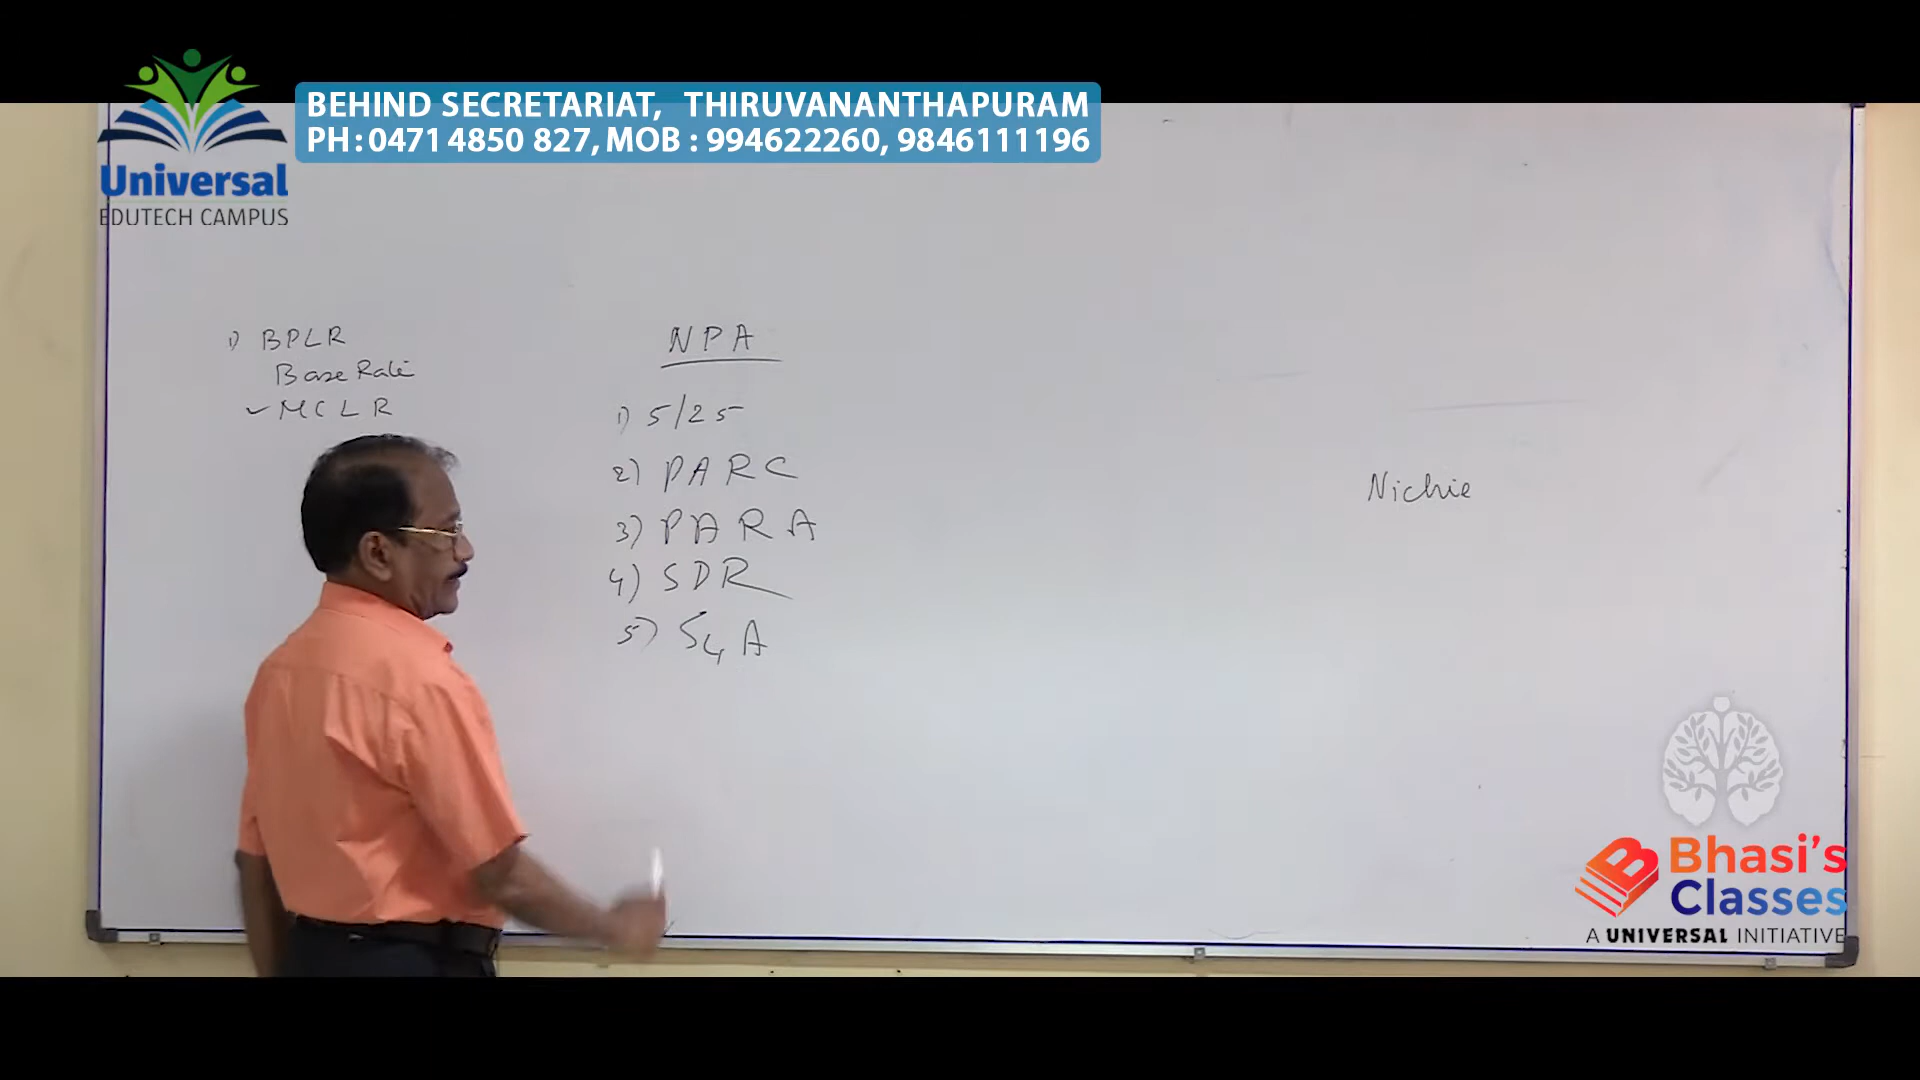 BEHIND SECRETARIAT, THIRUVANANTHAPURAM
PH : 0471 4850 827, MOB : 994622260, 9846111196
Universal
EDUTECH CAMPUS
1) BPLR
Base Rate
✓ MCLR
NPA
1) 5/25
2) PARC
3) PARA
4) SDR
5) S4A
Nichie
Bhasi's
Classes
A UNIVERSAL INITIATIVE